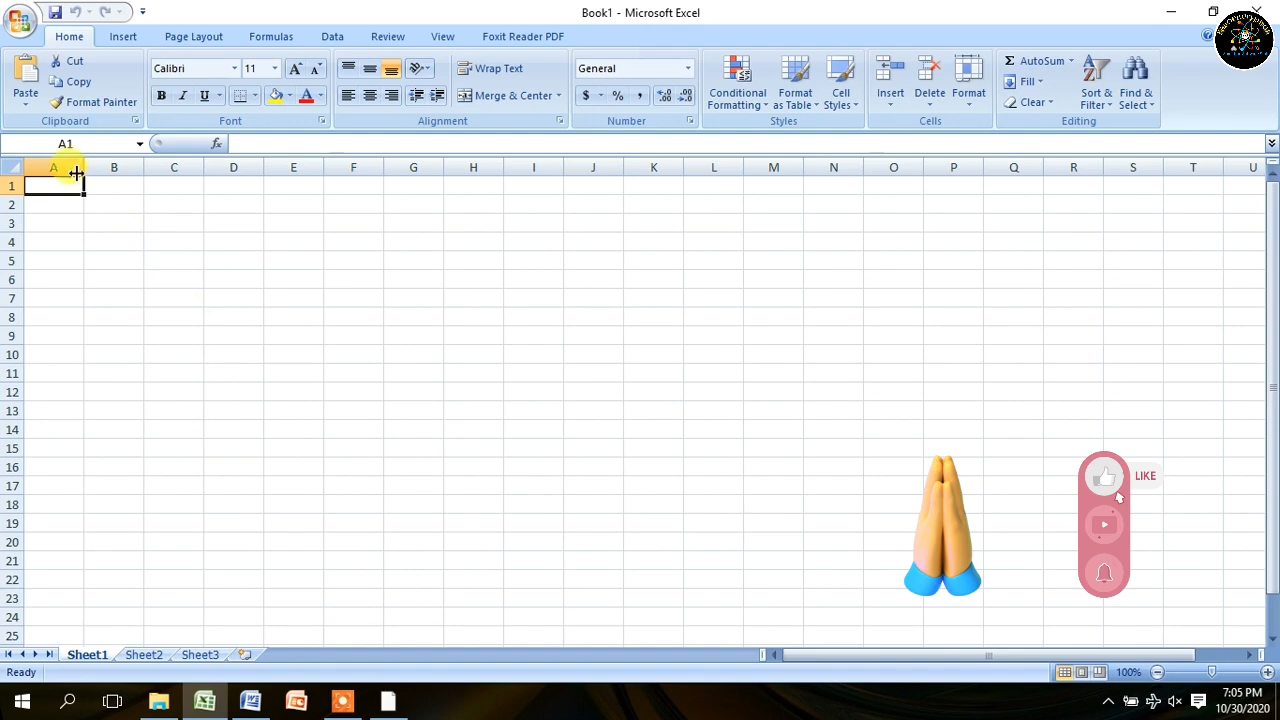 Book1 - Microsoft Excel
Home Insert Page Layout Formulas Data Review View Foxit Reader PDF
Paste
Cut
Copy
Format Painter
Clipboard
Calibri 11
B I U
Font
Wrap Text
Merge & Center
Alignment
General
$ % ,
Number
Conditional Formatting
Format as Table
Cell Styles
Styles
Insert Delete Format
Cells
Σ AutoSum
Fill
Clear
Sort & Filter
Find & Select
Editing
A1 fx
A B C D E F G H I J K L M N O P Q R S T U
1
2
3
4
5
6
7
8
9
10
11
12
13
14
15
16
17
18
19
20
21
22
23
24
25
LIKE
Sheet1 Sheet2 Sheet3
Ready 100%
7:05 PM
10/30/2020